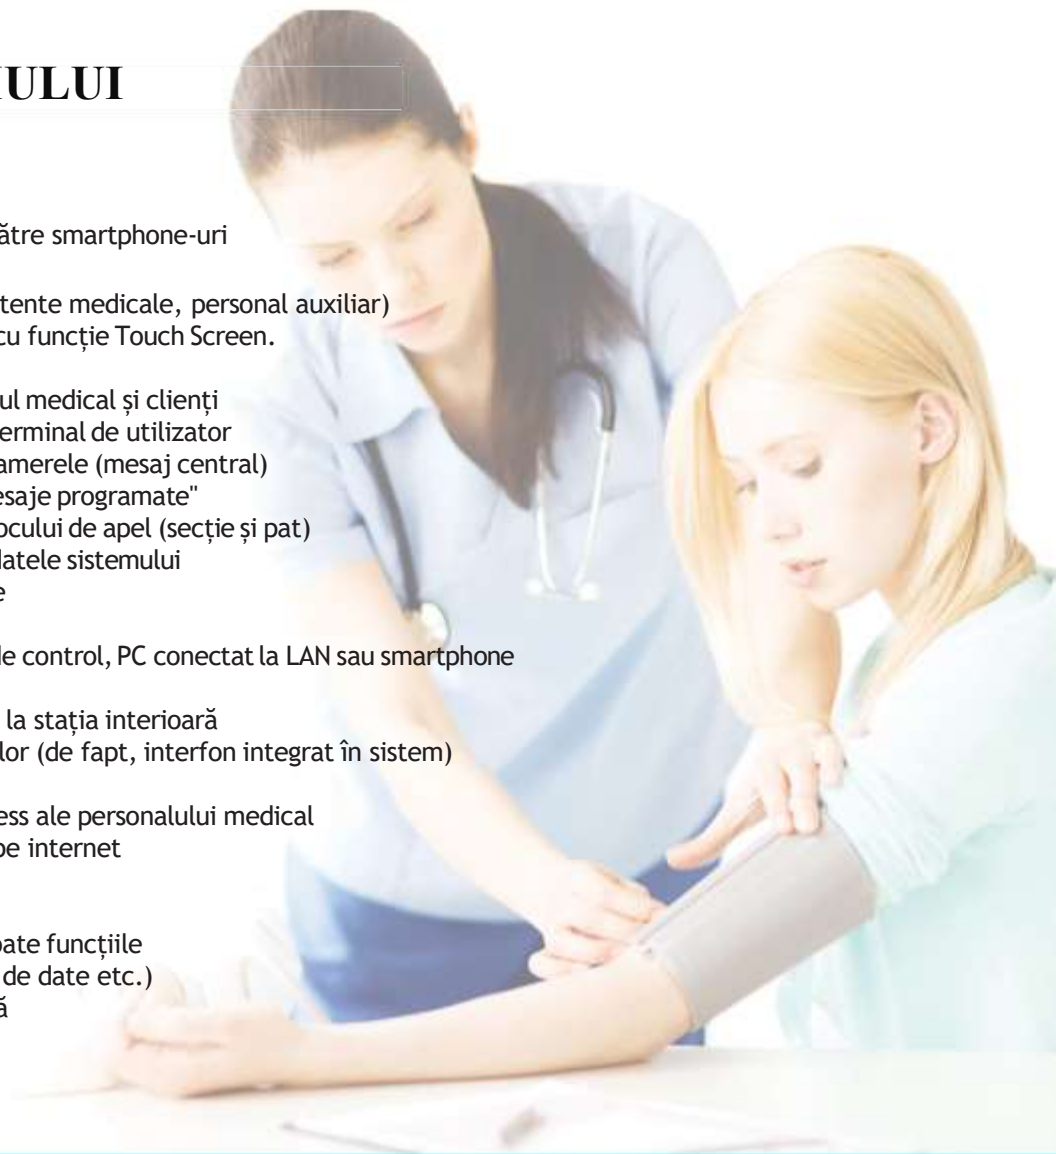 ULUI
ătre smartphone-uri
tente medicale, personal auxiliar)
cu funcție Touch Screen.
ul medical și clienți
erminal de utilizator
amerele (mesaj central)
esaje programate"
ocului de apel (secție și pat)
datele sistemului
e
de control, PC conectat la LAN sau smartphone
la stația interioară
lor (de fapt, interfon integrat în sistem)
ess ale personalului medical
pe internet
oate funcțiile
de date etc.)
ă